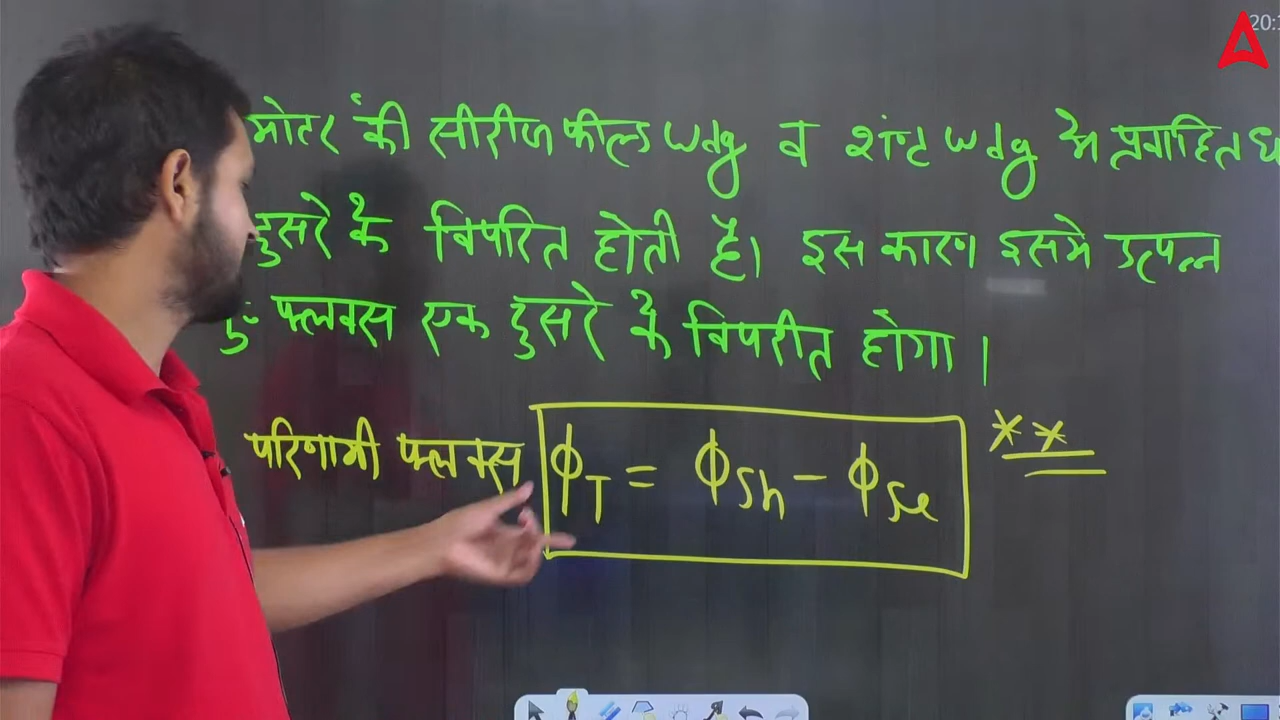 20:
मोटर की सीरीज फील्ड wdg व शंन्ट wdg मे प्रवाहित
दुसरे के विपरित होती है। इस कारण इसमे उत्पन्न
फ्लक्स एक दुसरे के विपरीत होगा।
परिणामी फ्लक्स ϕT = ϕSh - ϕSe **